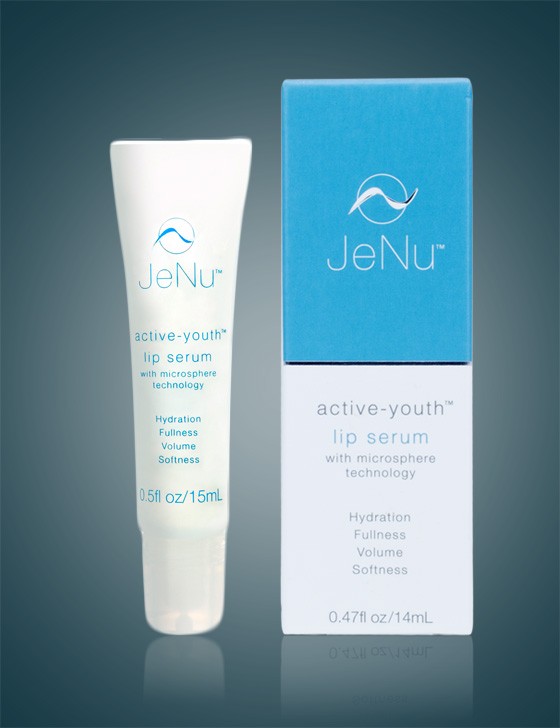 JeNu™
active-youth™
lip serum
with microsphere
technology
Hydration
Fullness
Volume
Softness
0.5fl oz/15mL
JeNu™
active-youth™
lip serum
with microsphere
technology
Hydration
Fullness
Volume
Softness
0.47fl oz/14mL